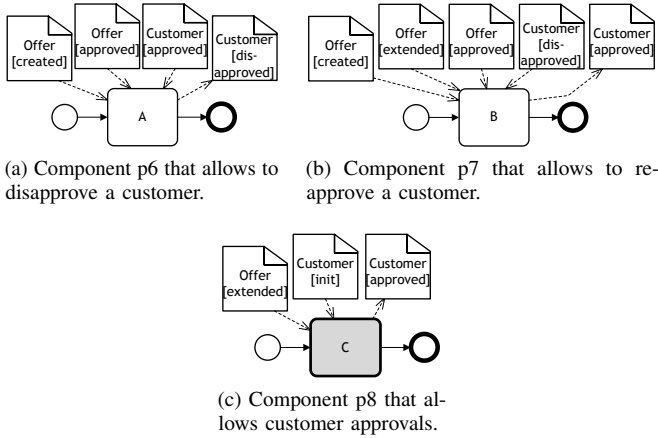 Offer
[created]
Offer
[approved]
Customer
[approved]
Customer
[dis-
approved]
A
Offer
[created]
Offer
[extended]
Offer
[approved]
Customer
[dis-
approved]
Customer
[approved]
B
(a) Component p6 that allows to
disapprove a customer.
(b) Component p7 that allows to re-
approve a customer.
Offer
[extended]
Customer
[init]
Customer
[approved]
C
(c) Component p8 that al-
lows customer approvals.